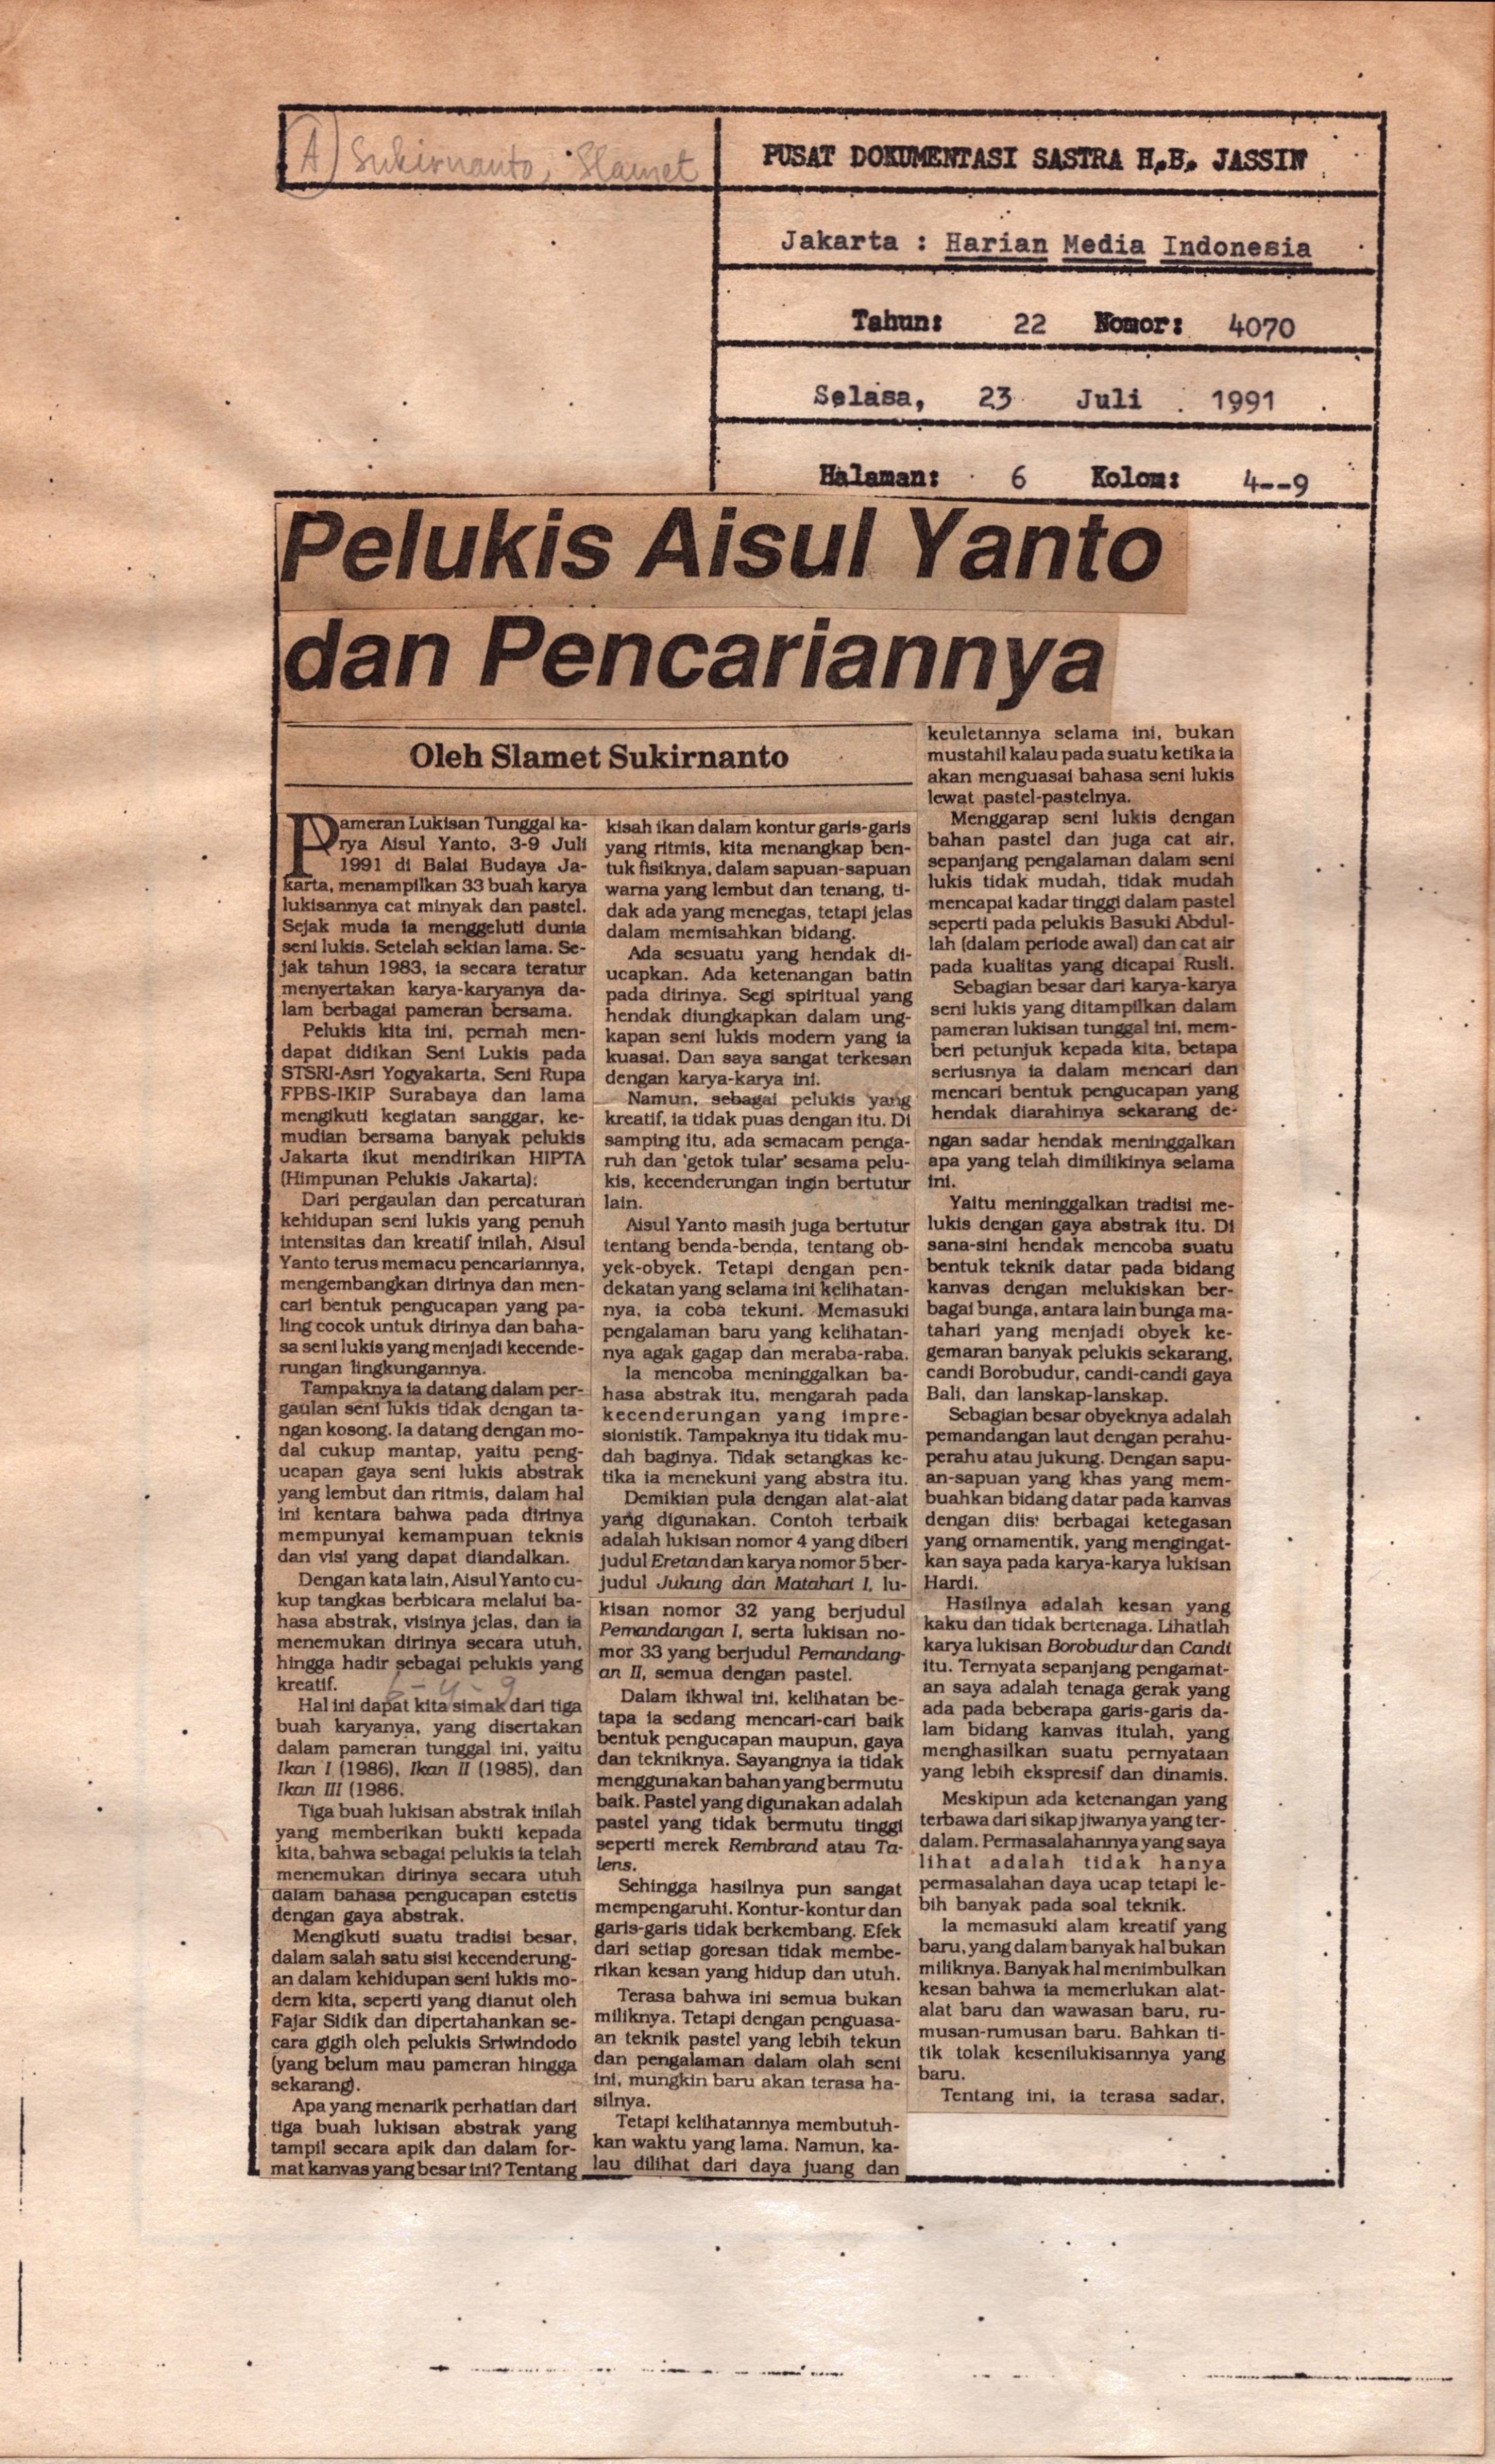 A) Sukirnanto, Slamet
PUSAT DOKUMENTASI SASTRA H.B. JASSIN
Jakarta : Harian Media Indonesia
Tahun: 22 Nomor: 4070
Selasa, 23 Juli 1991
Halaman: 6 Kolom: 4--9
Pelukis Aisul Yanto
dan Pencariannya
Oleh Slamet Sukirnanto
Pameran Lukisan Tunggal ka-
rya Aisul Yanto, 3-9 Juli
1991 di Balai Budaya Ja-
karta, menampilkan 33 buah karya
lukisannya cat minyak dan pastel.
Sejak muda ia menggeluti dunia
seni lukis. Setelah sekian lama. Se-
jak tahun 1983, ia secara teratur
menyertakan karya-karyanya da-
lam berbagai pameran bersama.
Pelukis kita ini, pernah men-
dapat didikan Seni Lukis pada
STSRI-Asri Yogyakarta, Seni Rupa
FPBS-IKIP Surabaya dan lama
mengikuti kegiatan sanggar, ke-
mudian bersama banyak pelukis
Jakarta ikut mendirikan HIPTA
(Himpunan Pelukis Jakarta).
Dari pergaulan dan percaturan
kehidupan seni lukis yang penuh
intensitas dan kreatif inilah, Aisul
Yanto terus memacu pencariannya,
mengembangkan dirinya dan men-
cari bentuk pengucapan yang pa-
ling cocok untuk dirinya dan baha-
sa seni lukis yang menjadi kecende-
rungan lingkungannya.
Tampaknya ia datang dalam per-
gaulan seni lukis tidak dengan ta-
ngan kosong. Ia datang dengan mo-
dal cukup mantap, yaitu peng-
ucapan gaya seni lukis abstrak
yang lembut dan ritmis, dalam hal
ini kentara bahwa pada dirinya
mempunyai kemampuan teknis
dan visi yang dapat diandalkan.
Dengan kata lain, Aisul Yanto cu-
kup tangkas berbicara melalui ba-
hasa abstrak, visinya jelas, dan ia
menemukan dirinya secara utuh,
hingga hadir sebagai pelukis yang
kreatif.
6-4-9
Hal ini dapat kita simak dari tiga
buah karyanya, yang disertakan
dalam pameran tunggal ini, yaitu
Ikan I (1986), Ikan II (1985), dan
Ikan III (1986.
Tiga buah lukisan abstrak inilah
yang memberikan bukti kepada
kita, bahwa sebagai pelukis ia telah
menemukan dirinya secara utuh
dalam bahasa pengucapan estetis
dengan gaya abstrak.
Mengikuti suatu tradisi besar,
dalam salah satu sisi kecenderung-
an dalam kehidupan seni lukis mo-
dern kita, seperti yang dianut oleh
Fajar Sidik dan dipertahankan se-
cara gigih oleh pelukis Sriwindodo
(yang belum mau pameran hingga
sekarang).
Apa yang menarik perhatian dari
tiga buah lukisan abstrak yang
tampil secara apik dan dalam for-
mat kanvas yang besar ini? Tentang
kisah ikan dalam kontur garis-garis
yang ritmis, kita menangkap ben-
tuk fisiknya, dalam sapuan-sapuan
warna yang lembut dan tenang, ti-
dak ada yang menegas, tetapi jelas
dalam memisahkan bidang.
Ada sesuatu yang hendak di-
ucapkan. Ada ketenangan batin
pada dirinya. Segi spiritual yang
hendak diungkapkan dalam ung-
kapan seni lukis modern yang ia
kuasai. Dan saya sangat terkesan
dengan karya-karya ini.
Namun, sebagai pelukis yang
kreatif, ia tidak puas dengan itu. Di
samping itu, ada semacam penga-
ruh dan 'getok tular' sesama pelu-
kis, kecenderungan ingin bertutur
lain.
Aisul Yanto masih juga bertutur
tentang benda-benda, tentang ob-
yek-obyek. Tetapi dengan pen-
dekatan yang selama ini kelihatan-
nya, ia coba tekuni. Memasuki
pengalaman baru yang kelihatan-
nya agak gagap dan meraba-raba.
Ia mencoba meninggalkan ba-
hasa abstrak itu, mengarah pada
kecenderungan yang impre-
sionistik. Tampaknya itu tidak mu-
dah baginya. Tidak setangkas ke-
tika ia menekuni yang abstra itu.
Demikian pula dengan alat-alat
yang digunakan. Contoh terbaik
adalah lukisan nomor 4 yang diberi
judul Eretan dan karya nomor 5 ber-
judul Jukung dan Matahari I, lu-
kisan nomor 32 yang berjudul
Pemandangan I, serta lukisan no-
mor 33 yang berjudul Pemandang-
an II, semua dengan pastel.
Dalam ikhwal ini, kelihatan be-
tapa ia sedang mencari-cari baik
bentuk pengucapan maupun, gaya
dan tekniknya. Sayangnya ia tidak
menggunakan bahan yang bermutu
baik. Pastel yang digunakan adalah
pastel yang tidak bermutu tinggi
seperti merek Rembrand atau Ta-
lens.
Sehingga hasilnya pun sangat
mempengaruhi. Kontur-kontur dan
garis-garis tidak berkembang. Efek
dari setiap goresan tidak membe-
rikan kesan yang hidup dan utuh.
Terasa bahwa ini semua bukan
miliknya. Tetapi dengan penguasa-
an teknik pastel yang lebih tekun
dan pengalaman dalam olah seni
ini, mungkin baru akan terasa ha-
silnya.
Tetapi kelihatannya membutuh-
kan waktu yang lama. Namun, ka-
lau dilihat dari daya juang dan
keuletannya selama ini, bukan
mustahil kalau pada suatu ketika ia
akan menguasai bahasa seni lukis
lewat pastel-pastelnya.
Menggarap seni lukis dengan
bahan pastel dan juga cat air,
sepanjang pengalaman dalam seni
lukis tidak mudah, tidak mudah
mencapai kadar tinggi dalam pastel
seperti pada pelukis Basuki Abdul-
lah (dalam periode awal) dan cat air
pada kualitas yang dicapai Rusli.
Sebagian besar dari karya-karya
seni lukis yang ditampilkan dalam
pameran lukisan tunggal ini, mem-
beri petunjuk kepada kita, betapa
seriusnya ia dalam mencari dan
mencari bentuk pengucapan yang
hendak diarahinya sekarang de-
ngan sadar hendak meninggalkan
apa yang telah dimilikinya selama
ini.
Yaitu meninggalkan tradisi me-
lukis dengan gaya abstrak itu. Di
sana-sini hendak mencoba suatu
bentuk teknik datar pada bidang
kanvas dengan melukiskan ber-
bagai bunga, antara lain bunga ma-
tahari yang menjadi obyek ke-
gemaran banyak pelukis sekarang,
candi Borobudur, candi-candi gaya
Bali, dan lanskap-lanskap.
Sebagian besar obyeknya adalah
pemandangan laut dengan perahu-
perahu atau jukung. Dengan sapu-
an-sapuan yang khas yang mem-
buahkan bidang datar pada kanvas
dengan diisi berbagai ketegasan
yang ornamentik, yang mengingat-
kan saya pada karya-karya lukisan
Hardi.
Hasilnya adalah kesan yang
kaku dan tidak bertenaga. Lihatlah
karya lukisan Borobudur dan Candi
itu. Ternyata sepanjang pengamat-
an saya adalah tenaga gerak yang
ada pada beberapa garis-garis da-
lam bidang kanvas itulah, yang
menghasilkan suatu pernyataan
yang lebih ekspresif dan dinamis.
Meskipun ada ketenangan yang
terbawa dari sikap jiwanya yang ter-
dalam. Permasalahannya yang saya
lihat adalah tidak hanya
permasalahan daya ucap tetapi le-
bih banyak pada soal teknik.
Ia memasuki alam kreatif yang
baru, yang dalam banyak hal bukan
miliknya. Banyak hal menimbulkan
kesan bahwa ia memerlukan alat-
alat baru dan wawasan baru, ru-
musan-rumusan baru. Bahkan ti-
tik tolak kesenilukisannya yang
baru.
Tentang ini, ia terasa sadar,